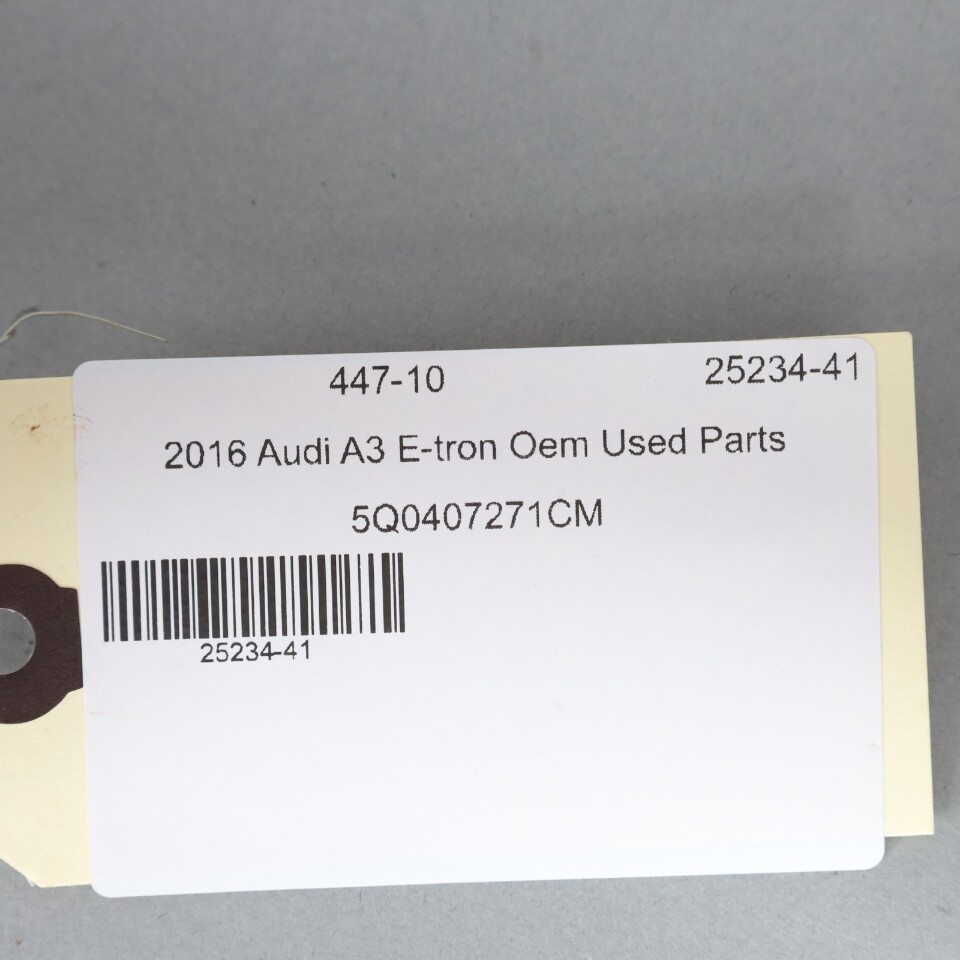 447-10 25234-41
2016 Audi A3 E-tron Oem Used Parts
5Q0407271CM
25234-41